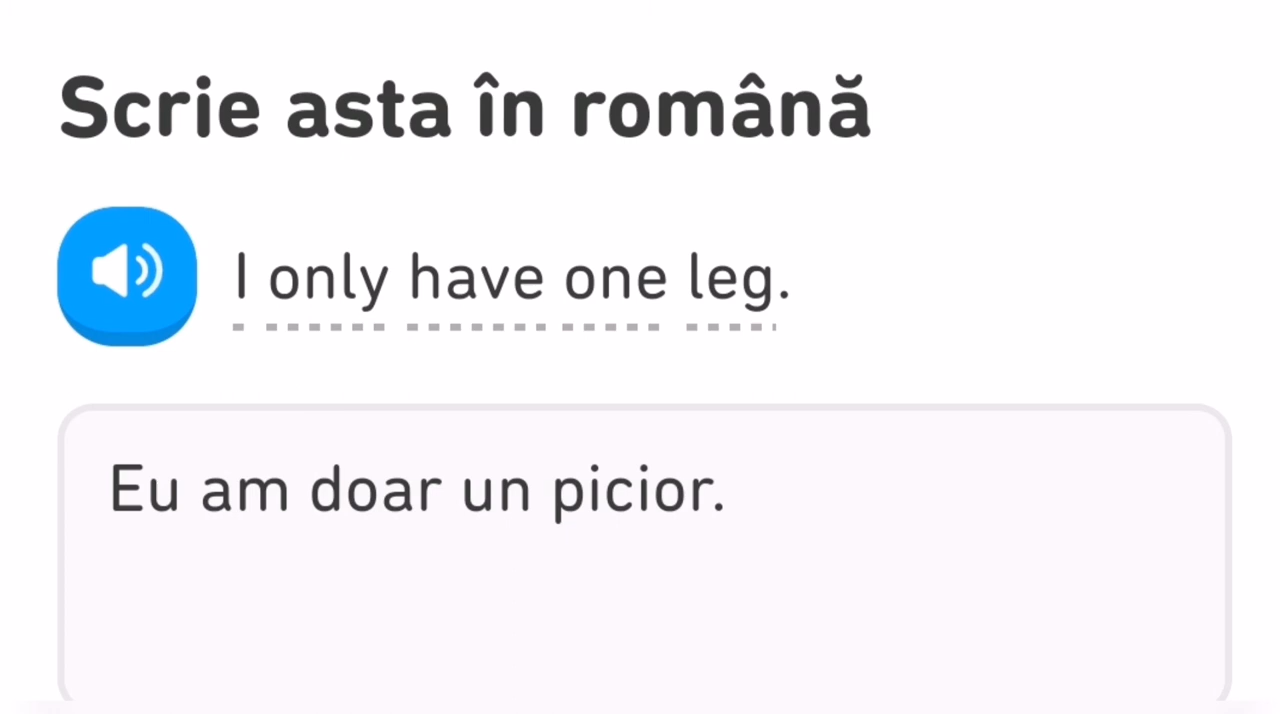 Scrie asta în română
I only have one leg.
Eu am doar un picior.